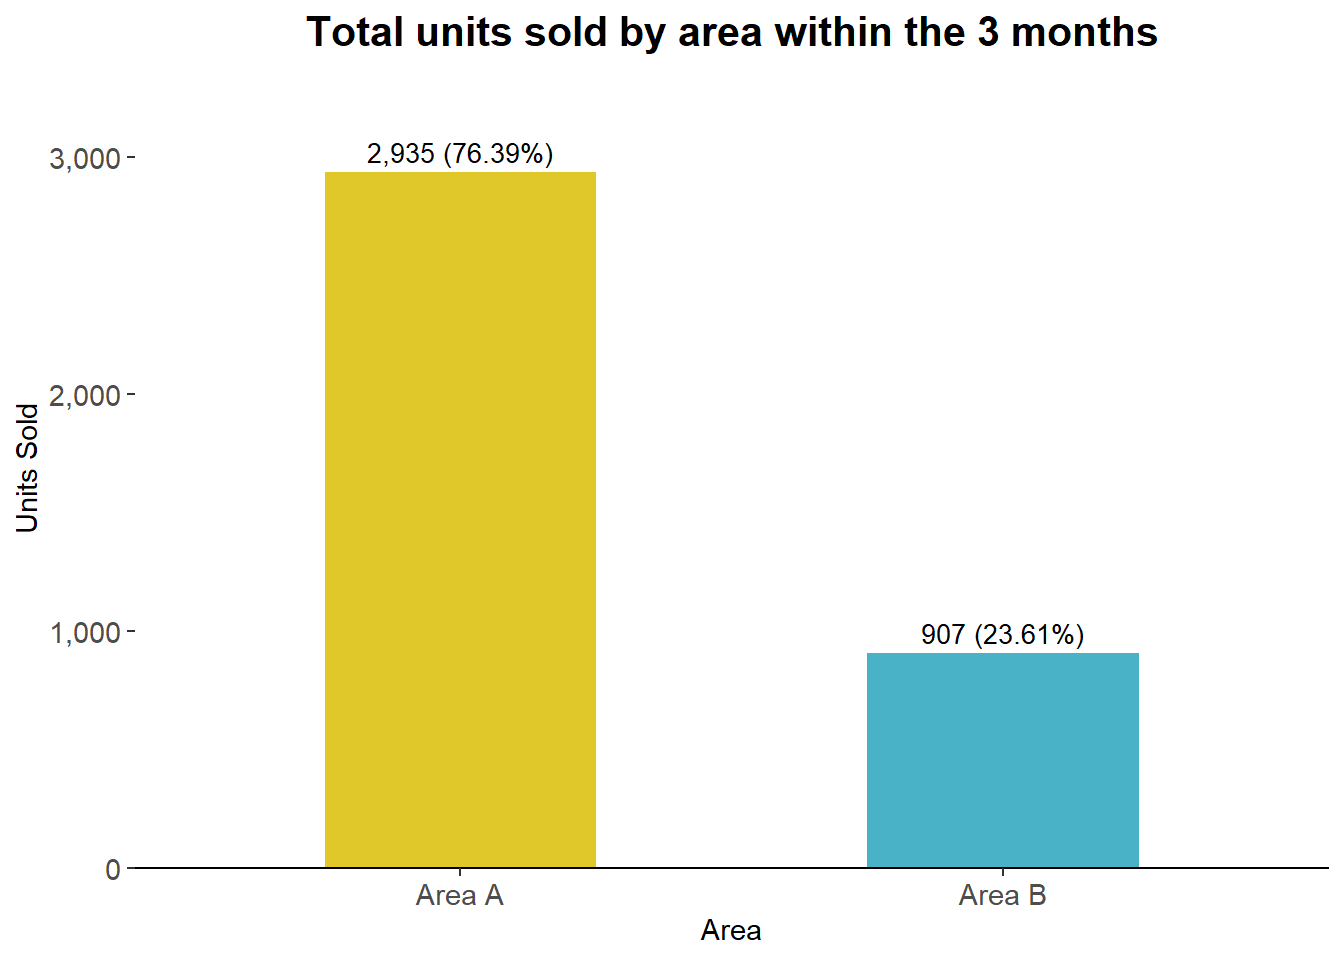 Total units sold by area within the 3 months
3,000
2,935 (76.39%)
2,000
Units Sold
1,000
907 (23.61%)
0
Area A
Area B
Area